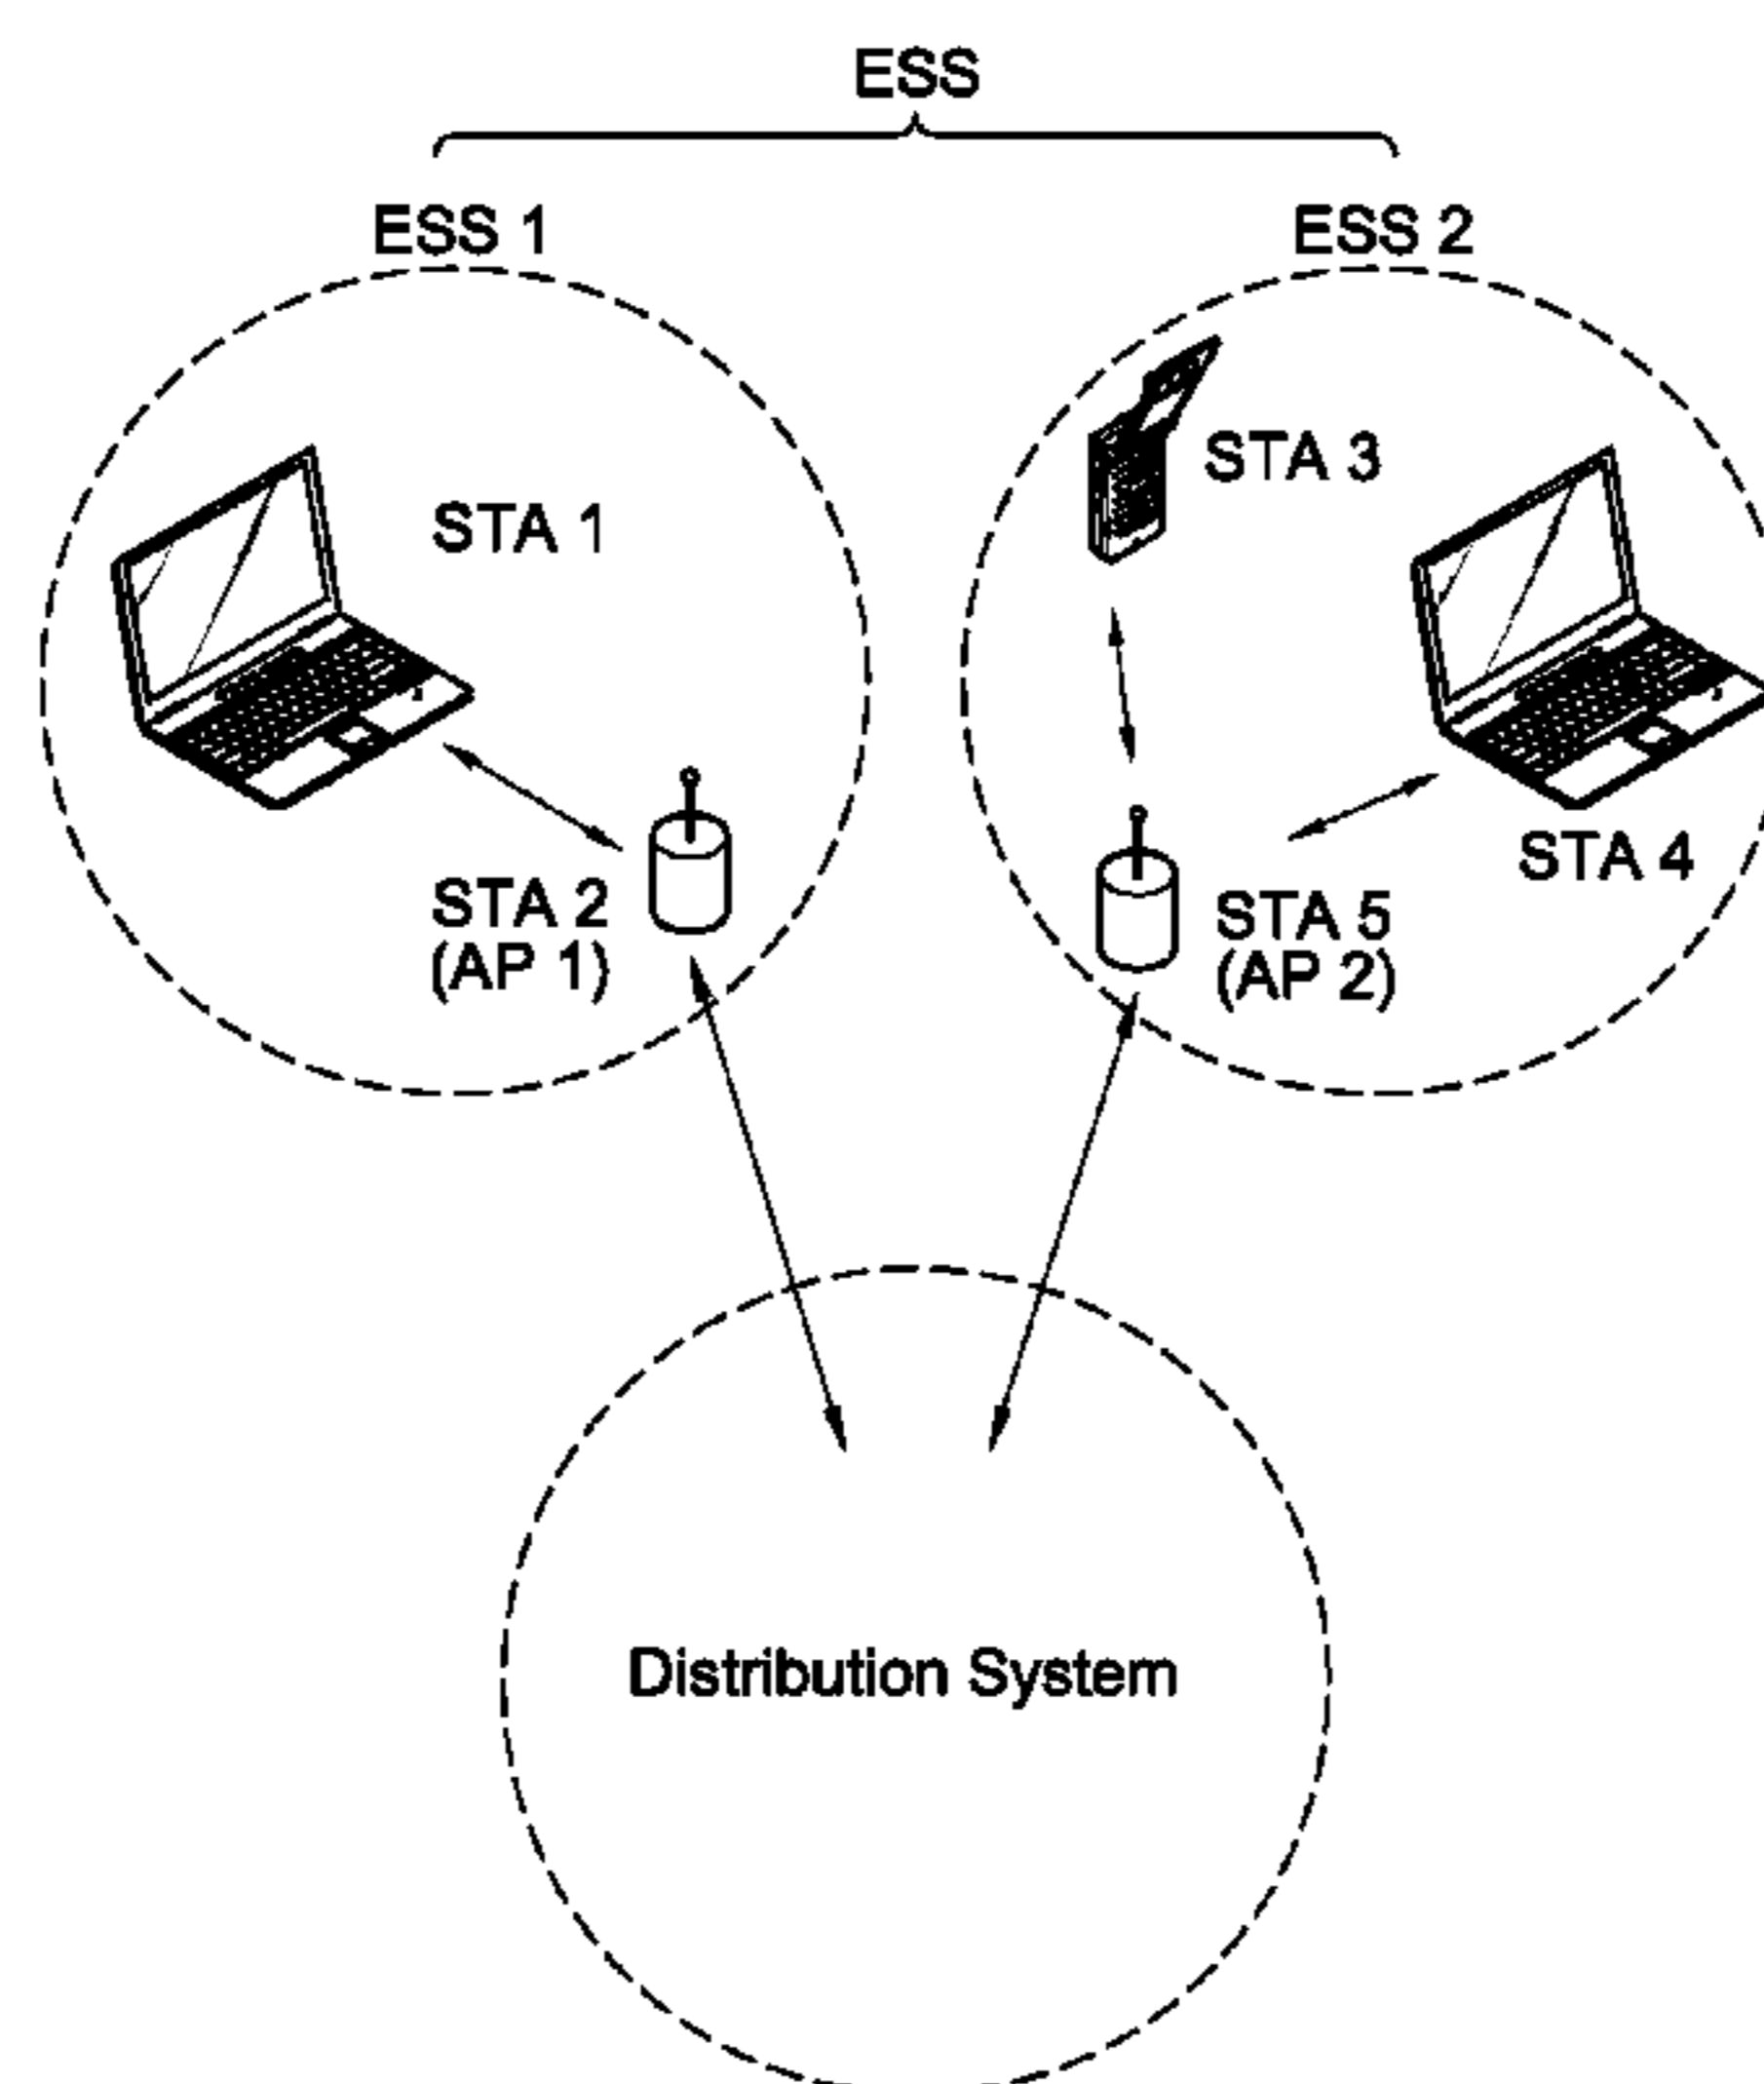 ESS
ESS 1
ESS 2
STA 1
STA 3
STA 4
STA 2
(AP 1)
STA 5
(AP 2)
Distribution System